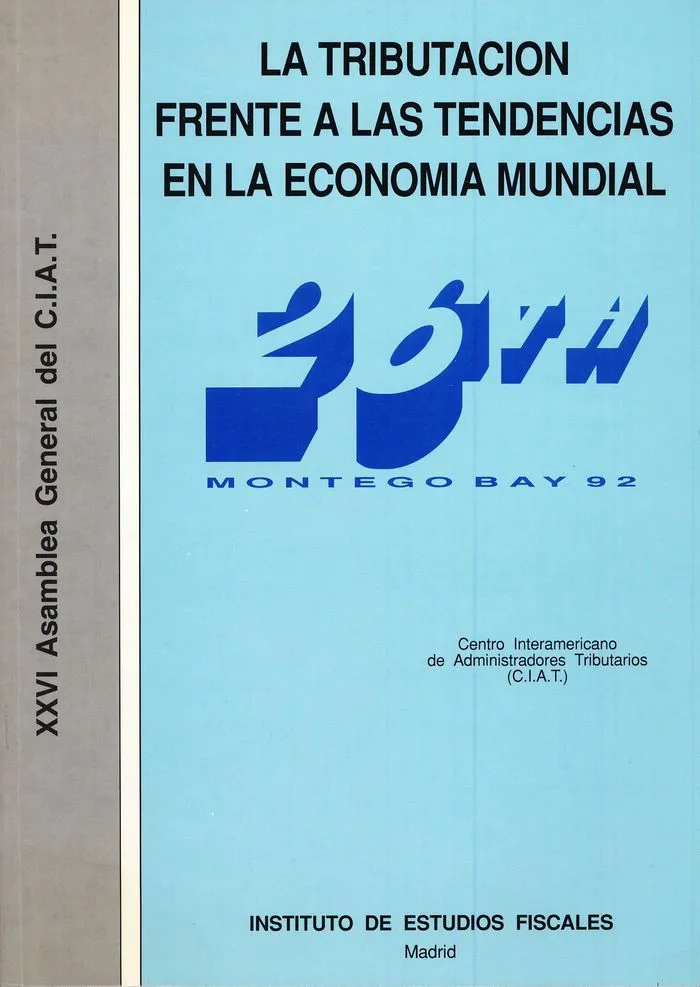 LA TRIBUTACION
FRENTE A LAS TENDENCIAS
EN LA ECONOMIA MUNDIAL
XXVI Asamblea General del C.I.A.T.
26TH
MONTEGO BAY 92
Centro Interamericano
de Administradores Tributarios
(C.I.A.T.)
INSTITUTO DE ESTUDIOS FISCALES
Madrid